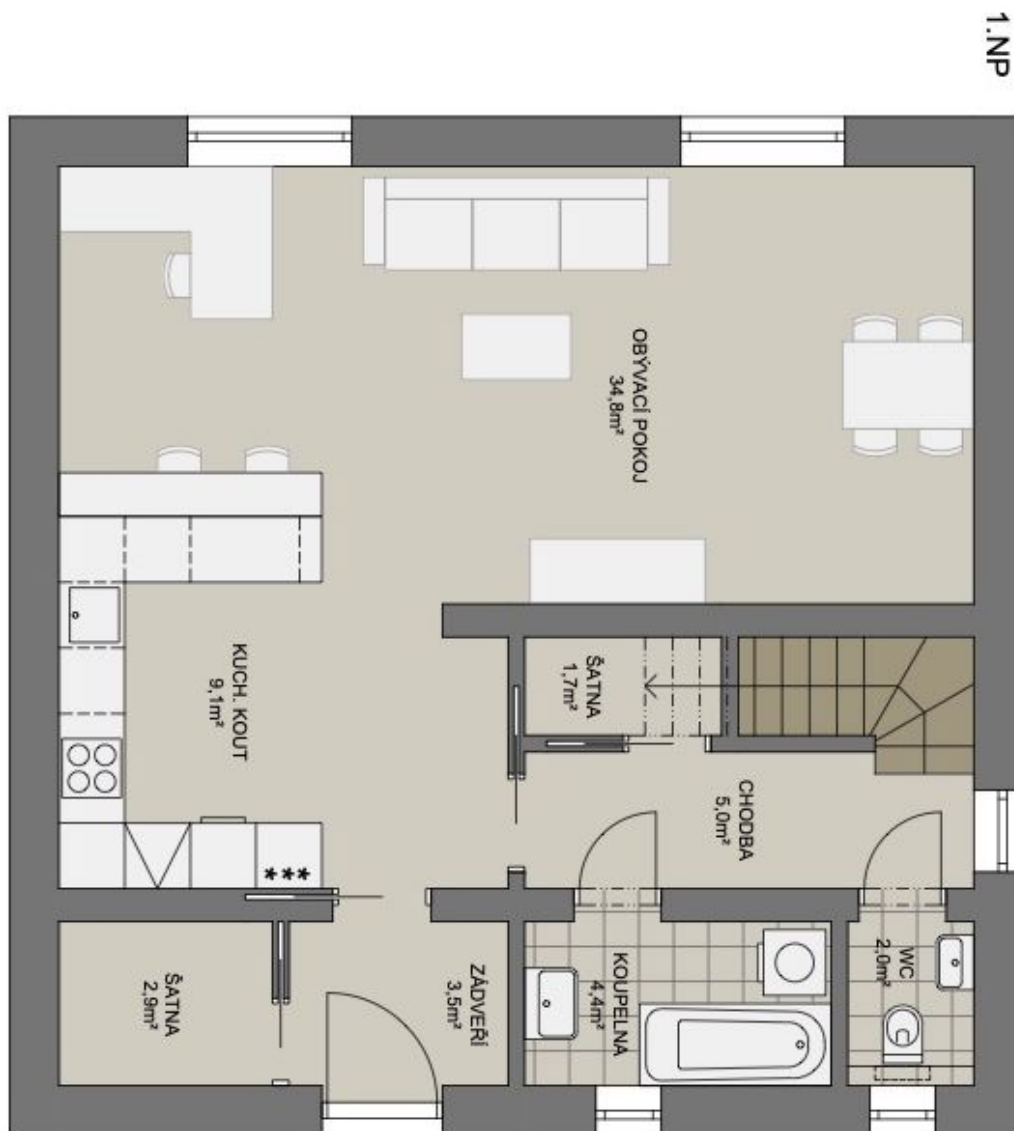 1.NP
OBÝVACÍ POKOJ
34,8m²
ŠATNA
1,7m²
KUCH. KOUT
9,1m²
CHODBA
5,0m²
***
WC
2,0m²
KOUPELNA
4,4m²
ZÁDVEŘÍ
3,5m²
ŠATNA
2,9m²